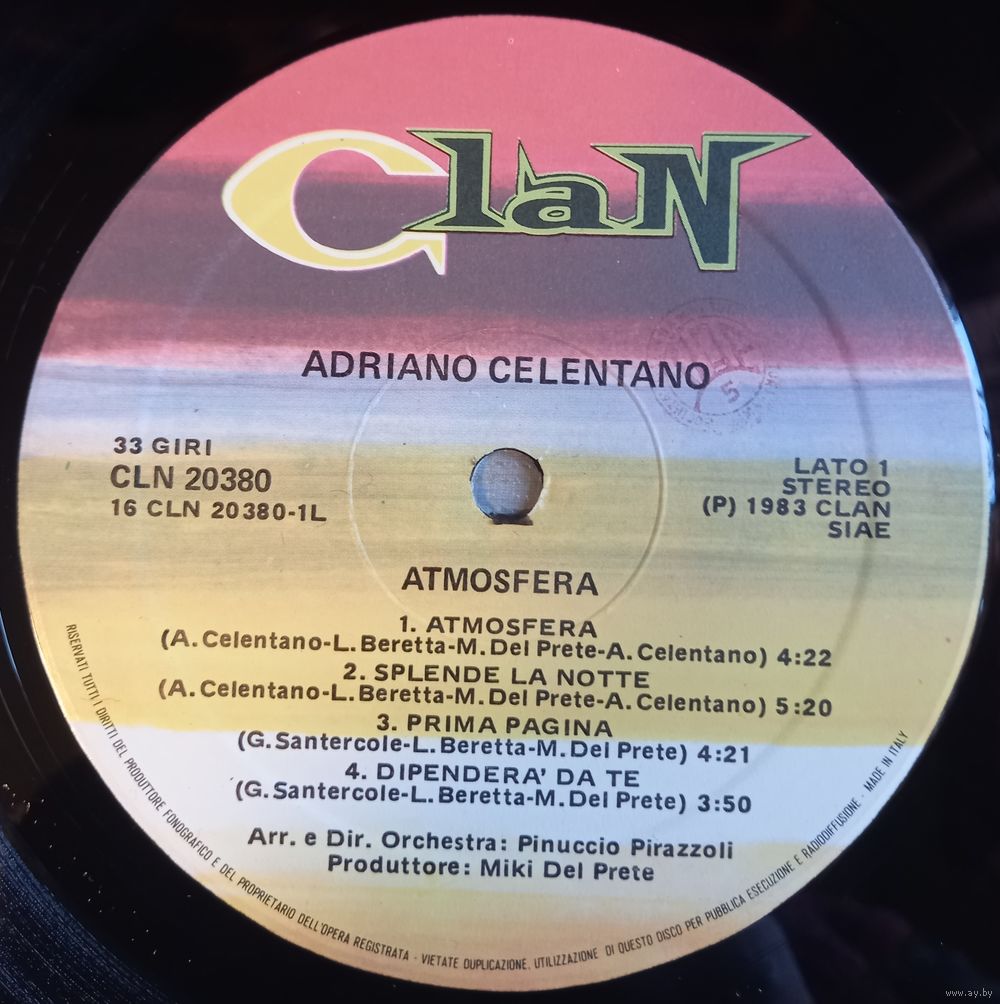 ClaN
ADRIANO CELENTANO
33 GIRI
CLN 20380
16 CLN 20380-1L
LATO 1
STEREO
(P) 1983 CLAN
SIAE
ATMOSFERA
1. ATMOSFERA
(A. Celentano-L. Beretta-M. Del Prete-A. Celentano) 4:22
2. SPLENDE LA NOTTE
(A. Celentano-L. Beretta-M. Del Prete-A. Celentano) 5:20
3. PRIMA PAGINA
(G. Santercole-L. Beretta-M. Del Prete) 4:21
4. DIPENDERA' DA TE
(G. Santercole-L. Beretta-M. Del Prete) 3:50
Arr. e Dir. Orchestra: Pinuccio Pirazzoli
Produttore: Miki Del Prete
RISERVATI TUTTI I DIRITTI DEL PRODUTTORE FONOGRAFICO E DEL PROPRIETARIO DELL'OPERA REGISTRATA - VIETATE DUPLICAZIONE, UTILIZZAZIONE DI QUESTO DISCO PER PUBBLICA ESECUZIONE E RADIODIFFUSIONE - MADE IN ITALY
5
www.ay.by